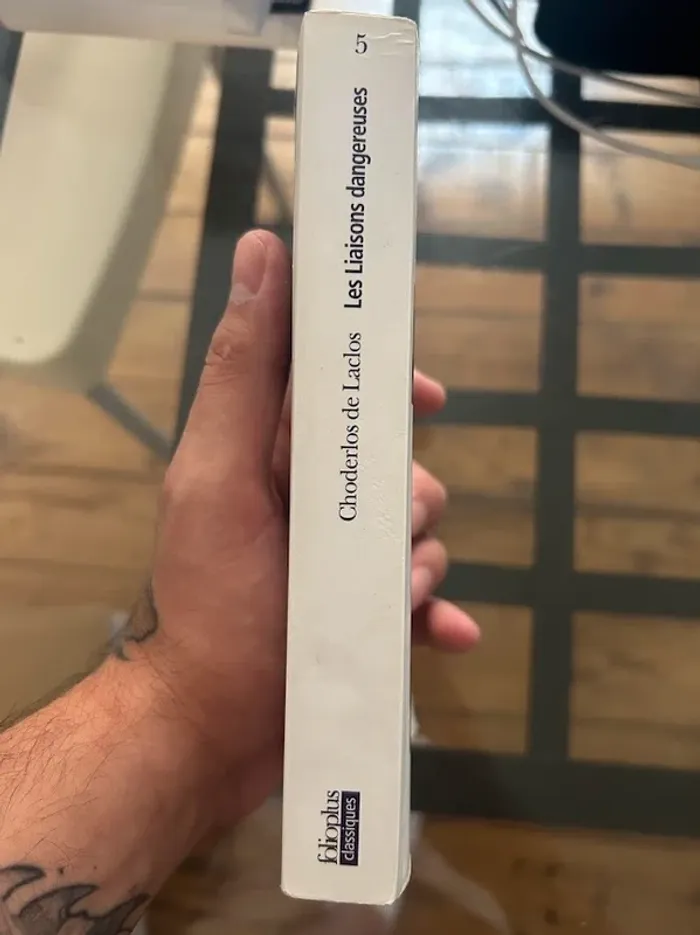 5
Les Liaisons dangereuses
Choderlos de Laclos
folioplus
classiques